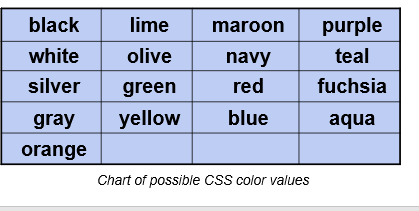 black lime maroon purple
white olive navy teal
silver green red fuchsia
gray yellow blue aqua
orange
Chart of possible CSS color values